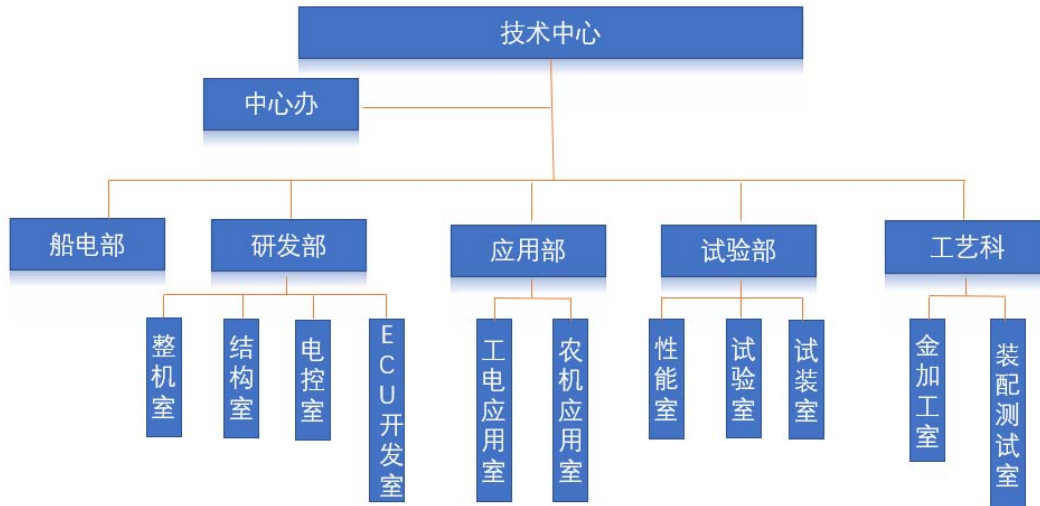 技术中心
中心办
船电部
研发部
应用部
试验部
工艺科
整机室
结构室
电控室
ECU开发室
工电应用室
农机应用室
性能室
试验室
试装室
金加工室
装配测试室